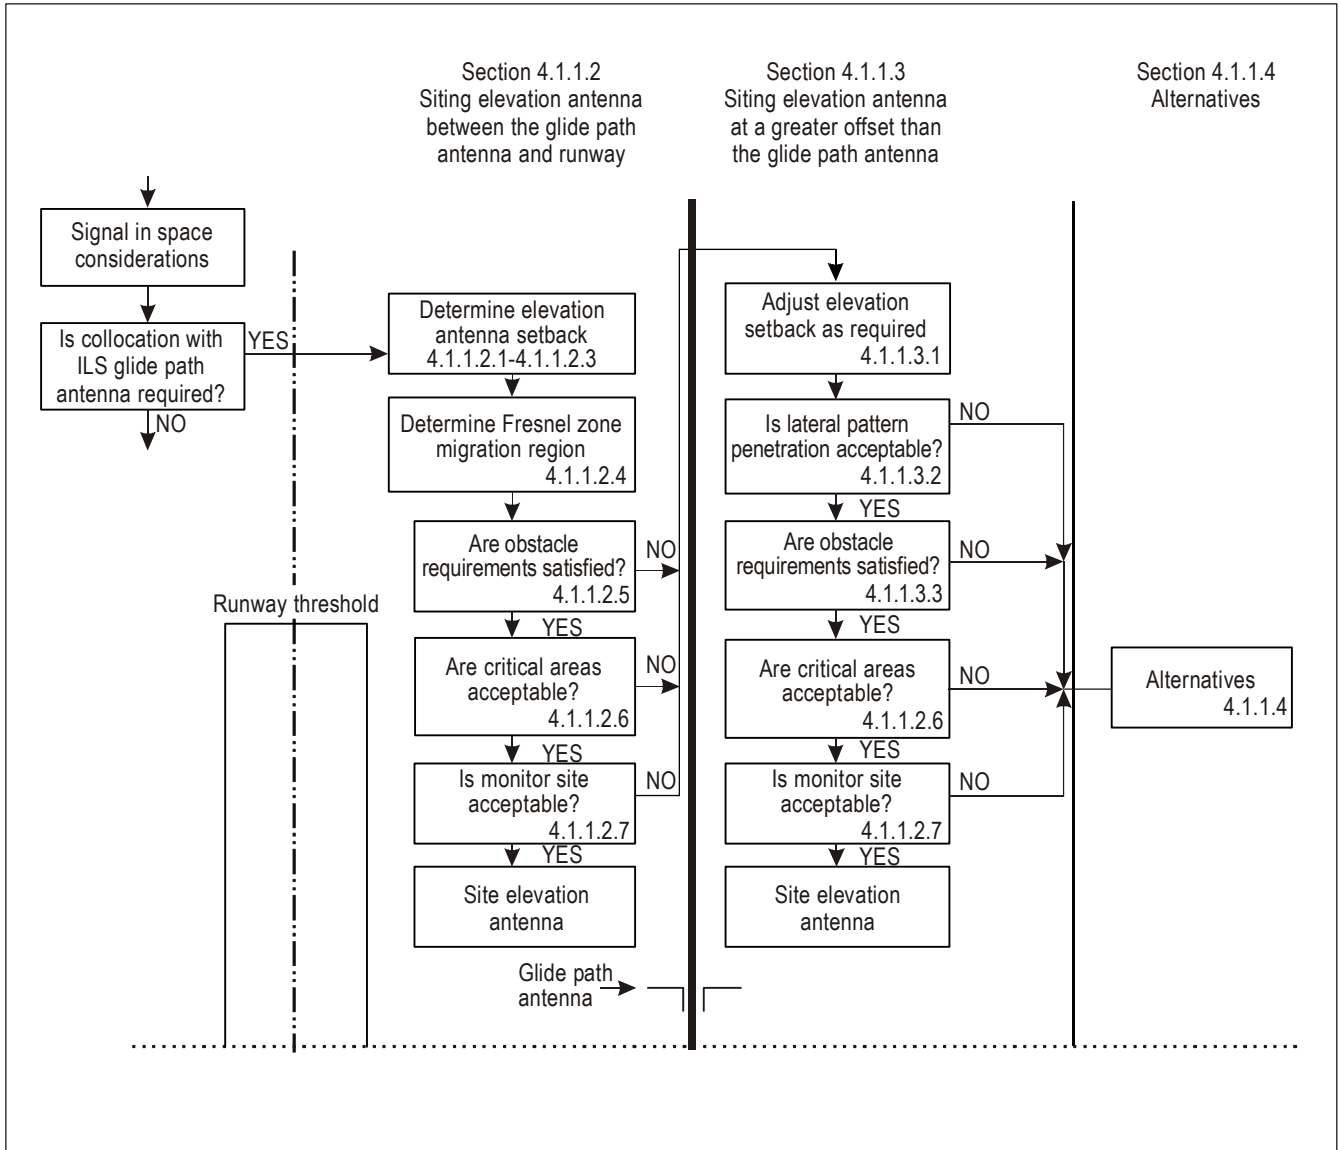 Section 4.1.1.2
Siting elevation antenna
between the glide path
antenna and runway
Section 4.1.1.3
Siting elevation antenna
at a greater offset than
the glide path antenna
Section 4.1.1.4
Alternatives
Signal in space
considerations
Is collocation with
ILS glide path
antenna required?
YES
NO
Runway threshold
Determine elevation
antenna setback
4.1.1.2.1-4.1.1.2.3
Determine Fresnel zone
migration region
4.1.1.2.4
Are obstacle
requirements satisfied?
4.1.1.2.5
NO
YES
Are critical areas
acceptable?
4.1.1.2.6
NO
YES
Is monitor site
acceptable?
4.1.1.2.7
NO
YES
Site elevation
antenna
Glide path
antenna
Adjust elevation
setback as required
4.1.1.3.1
Is lateral pattern
penetration acceptable?
4.1.1.3.2
NO
YES
Are obstacle
requirements satisfied?
4.1.1.3.3
NO
YES
Are critical areas
acceptable?
4.1.1.2.6
NO
YES
Is monitor site
acceptable?
4.1.1.2.7
NO
YES
Site elevation
antenna
Alternatives
4.1.1.4